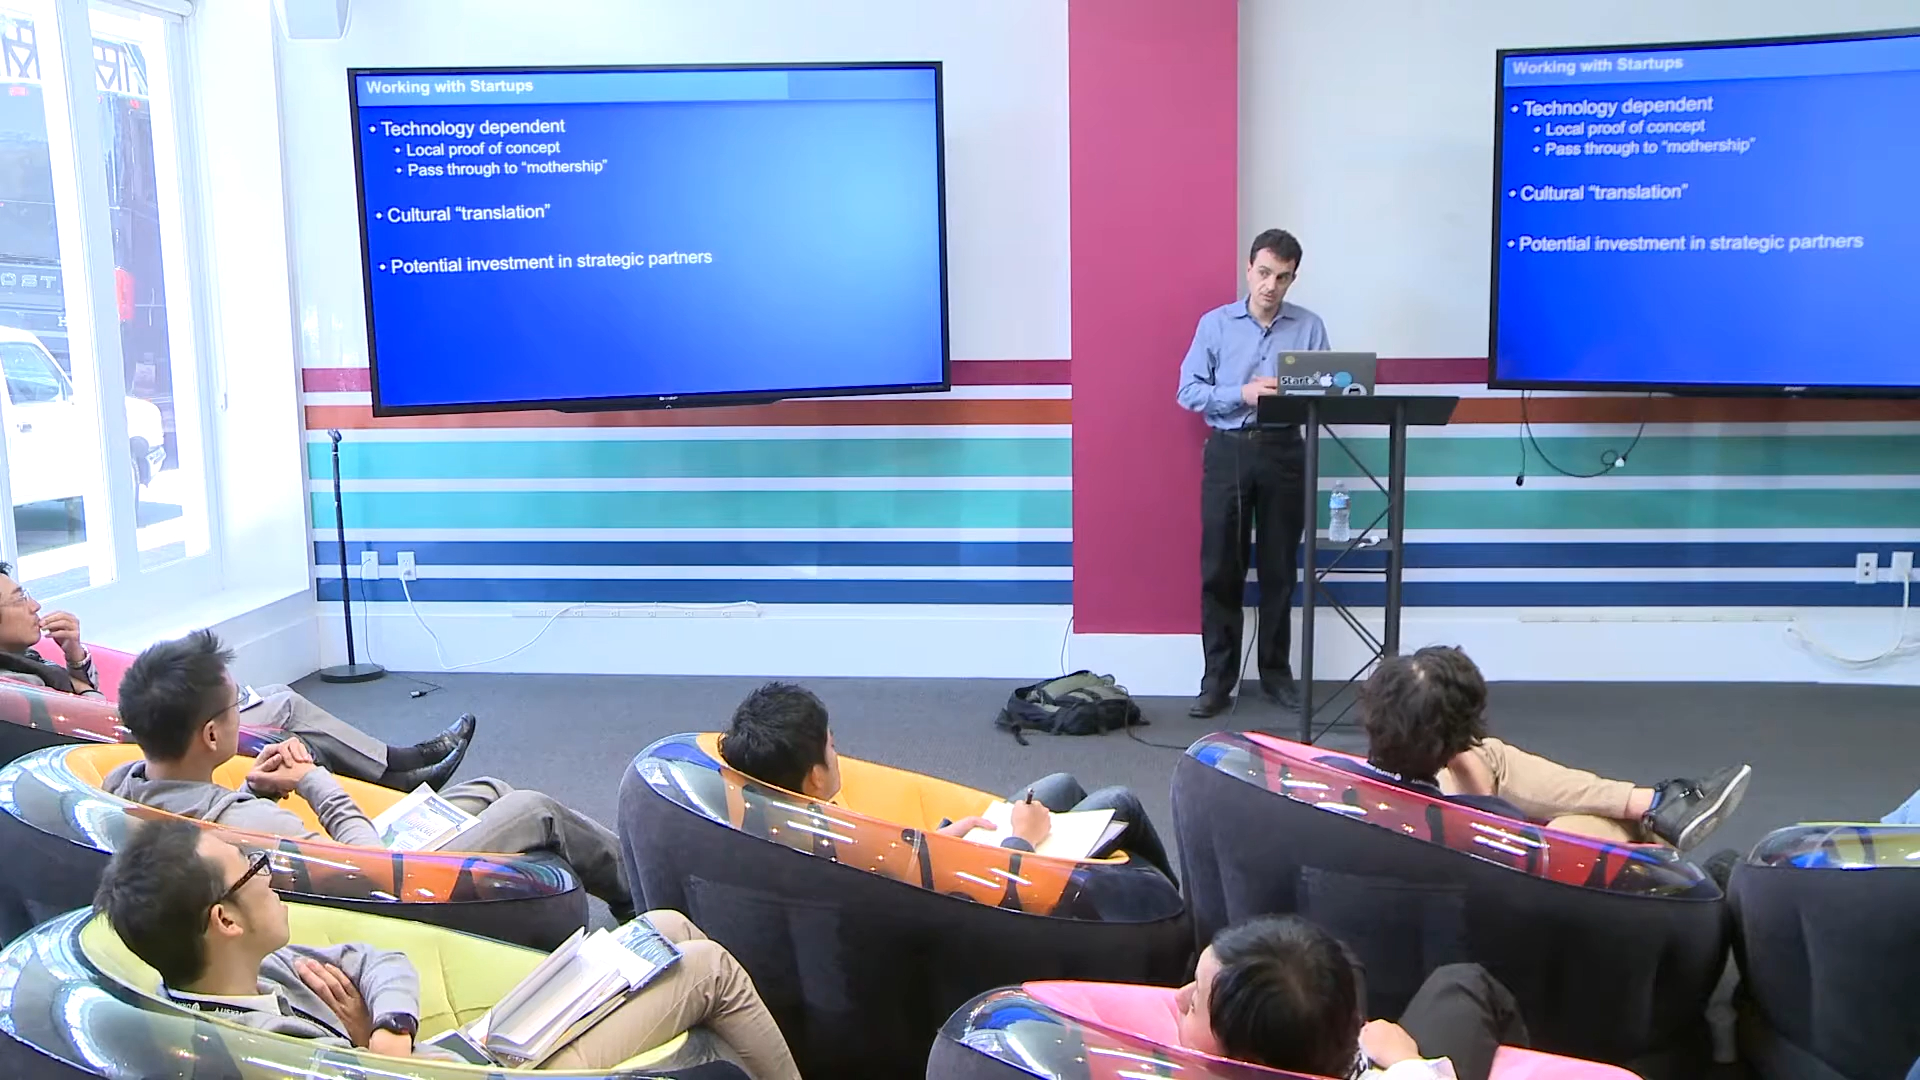 Working with Startups
• Technology dependent
• Local proof of concept
• Pass through to “mothership”
• Cultural “translation”
• Potential investment in strategic partners
Working with Startups
• Technology dependent
• Local proof of concept
• Pass through to “mothership”
• Cultural “translation”
• Potential investment in strategic partners
Start